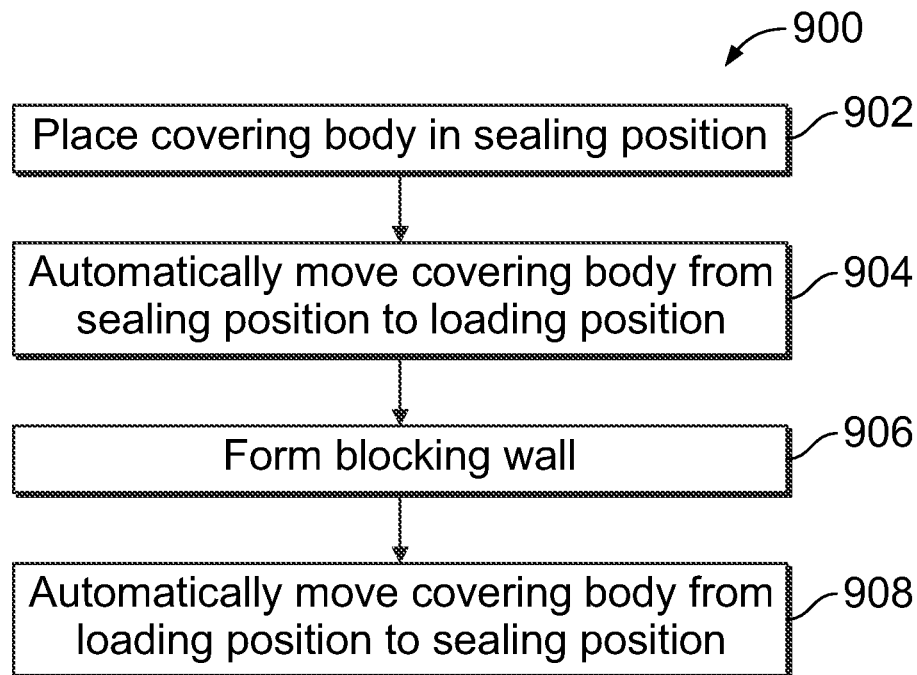 900
Place covering body in sealing position
902
Automatically move covering body from
sealing position to loading position
904
Form blocking wall
906
Automatically move covering body from
loading position to sealing position
908